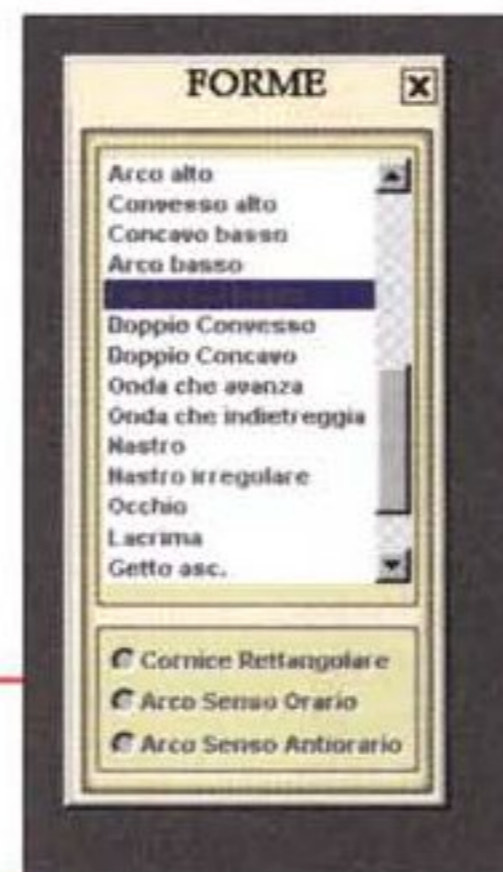 FORME
Arco alto
Convesso alto
Concavo basso
Arco basso
Doppio Convesso
Doppio Concavo
Onda che avanza
Onda che indietreggia
Nastro
Nastro irregolare
Occhio
Lacrima
Getto asc.
Cornice Rettangolare
Arco Senso Orario
Arco Senso Antiorario